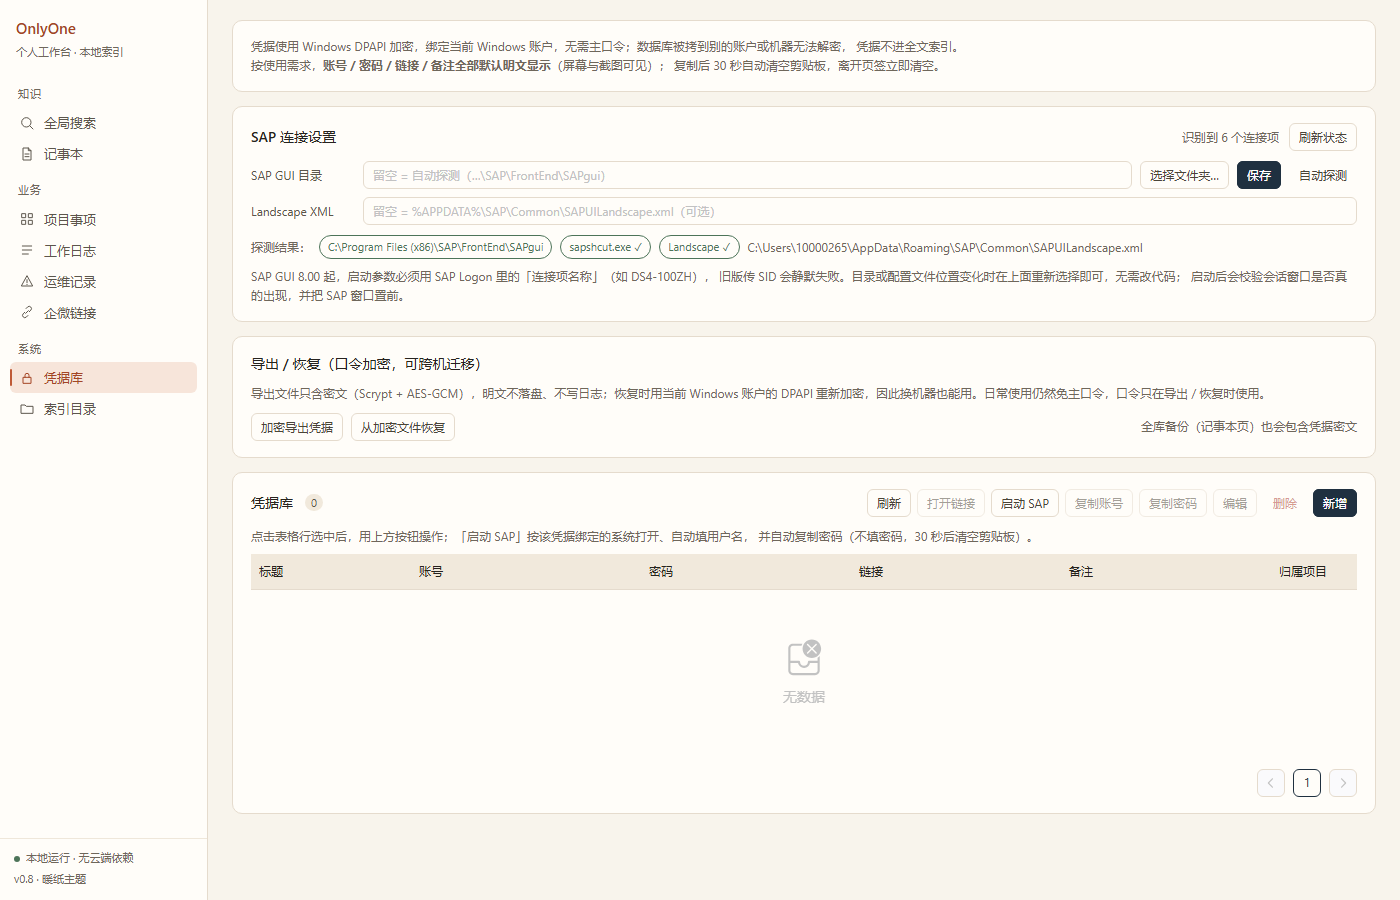 OnlyOne
个人工作台 · 本地索引
知识
全局搜索
记事本
业务
项目事项
工作日志
运维记录
企微链接
系统
凭据库
索引目录
本地运行 · 无云端依赖
v0.8 · 暖纸主题
凭据使用 Windows DPAPI 加密，绑定当前 Windows 账户，无需主口令；数据库被拷到别的账户或机器无法解密， 凭据不进全文索引。
按使用需求，账号 / 密码 / 链接 / 备注全部默认明文显示（屏幕与截图可见）； 复制后 30 秒自动清空剪贴板，离开页签立即清空。
SAP 连接设置
识别到 6 个连接项
刷新状态
SAP GUI 目录
留空 = 自动探测（...\SAP\FrontEnd\SAPgui）
选择文件夹...
保存
自动探测
Landscape XML
留空 = %APPDATA%\SAP\Common\SAPUILandscape.xml（可选）
探测结果：
C:\Program Files (x86)\SAP\FrontEnd\SAPgui
sapshcut.exe ✓
Landscape ✓
C:\Users\10000265\AppData\Roaming\SAP\Common\SAPUILandscape.xml
SAP GUI 8.00 起，启动参数必须用 SAP Logon 里的「连接项名称」（如 DS4-100ZH）， 旧版传 SID 会静默失败。目录或配置文件位置变化时在上面重新选择即可，无需改代码； 启动后会校验会话窗口是否真
的出现，并把 SAP 窗口置前。
导出 / 恢复（口令加密，可跨机迁移）
导出文件只含密文（Scrypt + AES-GCM），明文不落盘、不写日志；恢复时用当前 Windows 账户的 DPAPI 重新加密，因此换机器也能用。日常使用仍然免主口令，口令只在导出 / 恢复时使用。
加密导出凭据
从加密文件恢复
全库备份（记事本页）也会包含凭据密文
凭据库 0
刷新
打开链接
启动 SAP
复制账号
复制密码
编辑
删除
新增
点击表格行选中后，用上方按钮操作；「启动 SAP」按该凭据绑定的系统打开、自动填用户名， 并自动复制密码（不填密码，30 秒后清空剪贴板）。
标题
账号
密码
链接
备注
归属项目
无数据
1